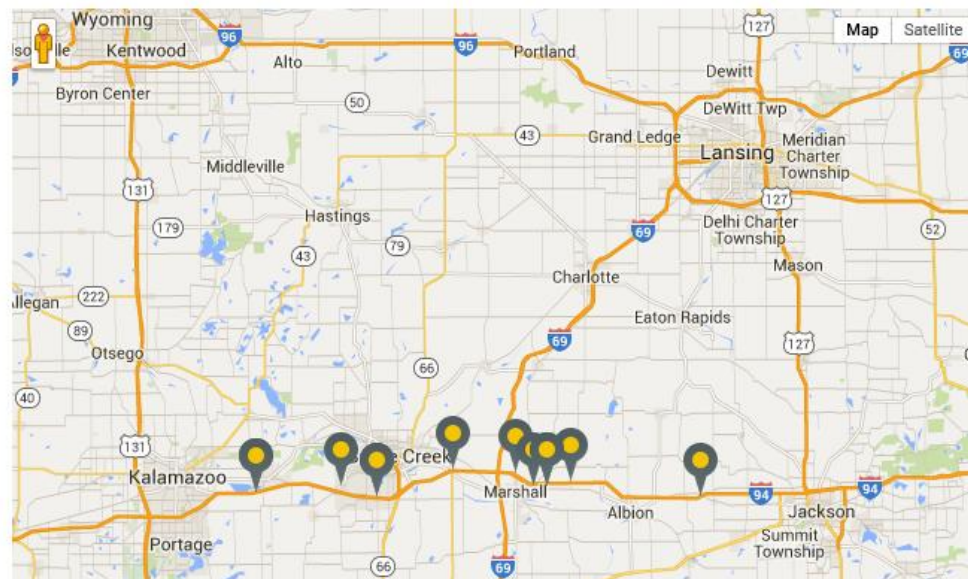 Wyoming
Kentwood
Byron Center
96
Alto
96
Portland
127
Map
Satellite
69
Dewitt
DeWitt Twp
50
43
Grand Ledge
Lansing
Meridian
Charter
Township
Middleville
131
127
Hastings
179
43
79
69
Delhi Charter
Township
52
Mason
Charlotte
Allegan
222
89
Otsego
69
Eaton Rapids
127
40
66
131
Kalamazoo
Creek
Marshall
Albion
94
94
Jackson
Summit
Township
Portage
66
69